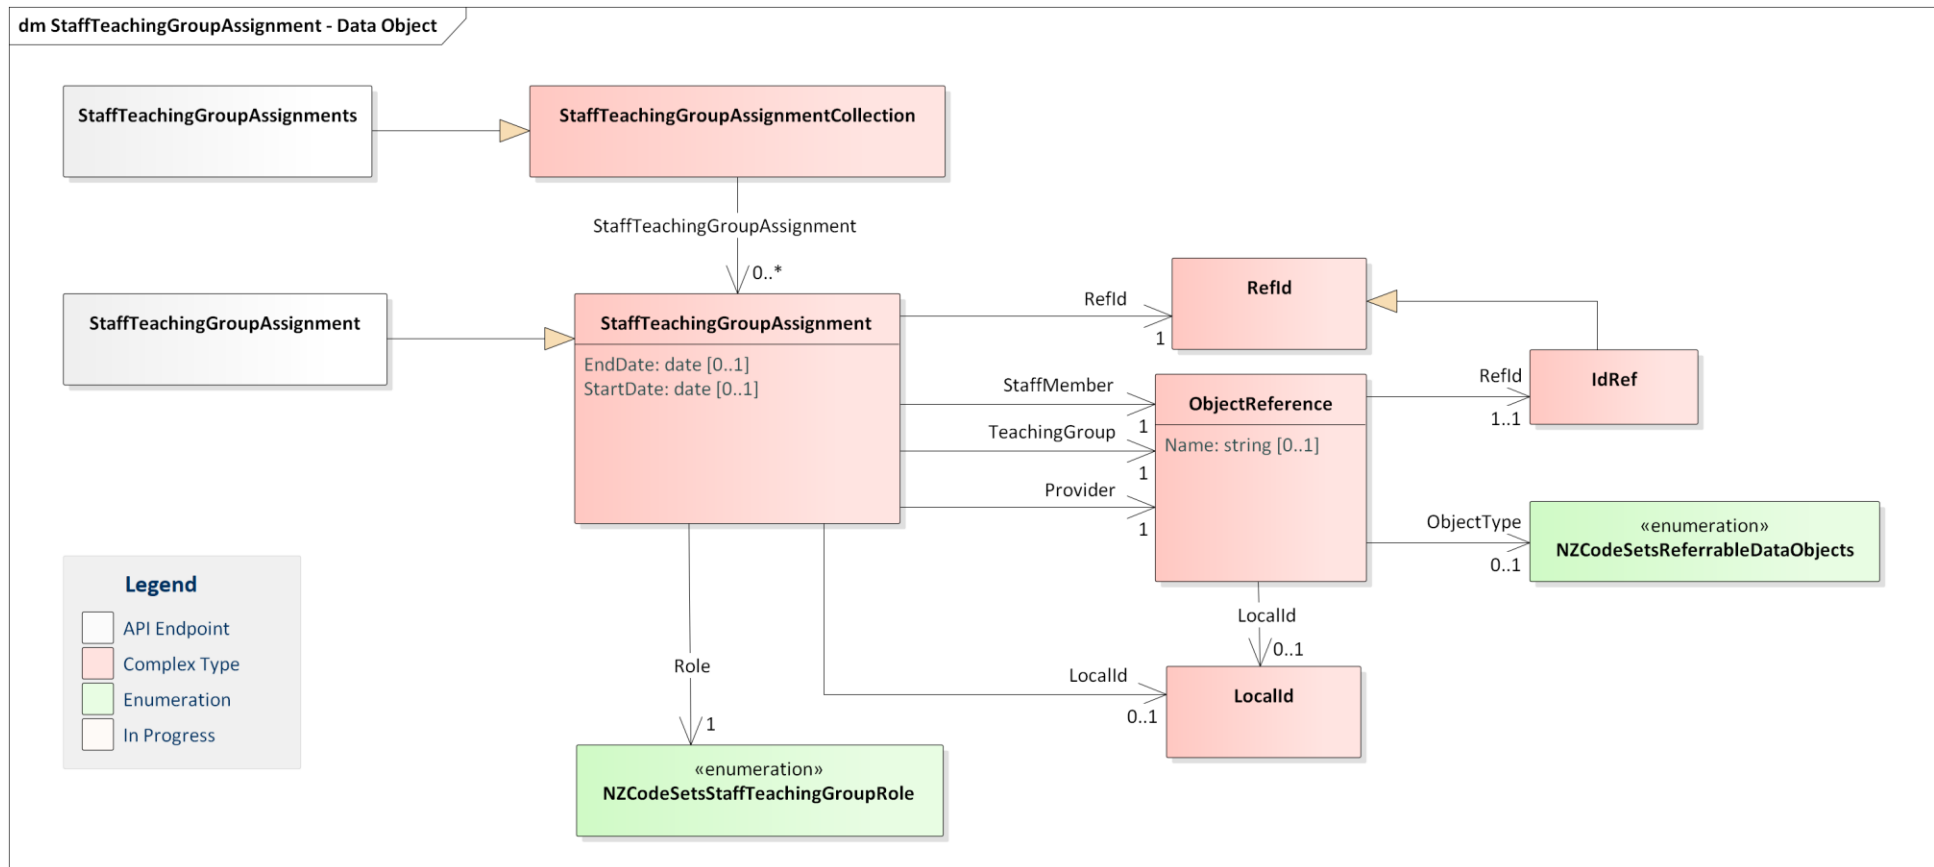 dm StaffTeachingGroupAssignment - Data Object
StaffTeachingGroupAssignments
StaffTeachingGroupAssignmentCollection
StaffTeachingGroupAssignment
0..*
StaffTeachingGroupAssignment
StaffTeachingGroupAssignment
EndDate: date [0..1]
StartDate: date [0..1]
RefId
1
RefId
IdRef
StaffMember
1
TeachingGroup
1
Provider
1
ObjectReference
Name: string [0..1]
RefId
1..1
ObjectType
0..1
«enumeration»
NZCodeSetsReferrableDataObjects
LocalId
0..1
LocalId
0..1
LocalId
Role
1
«enumeration»
NZCodeSetsStaffTeachingGroupRole
Legend
API Endpoint
Complex Type
Enumeration
In Progress